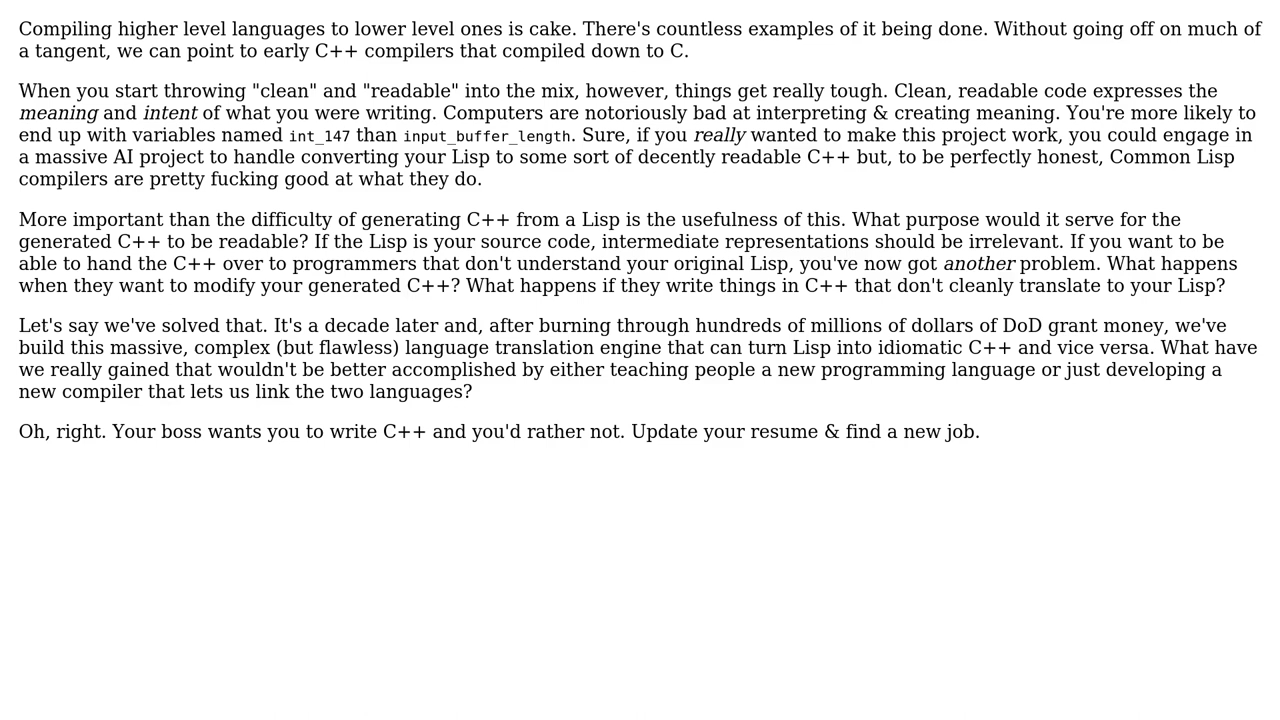 Compiling higher level languages to lower level ones is cake. There's countless examples of it being done. Without going off on much of
a tangent, we can point to early C++ compilers that compiled down to C.
When you start throwing "clean" and "readable" into the mix, however, things get really tough. Clean, readable code expresses the
meaning and intent of what you were writing. Computers are notoriously bad at interpreting & creating meaning. You're more likely to
end up with variables named int_147 than input_buffer_length. Sure, if you really wanted to make this project work, you could engage in
a massive AI project to handle converting your Lisp to some sort of decently readable C++ but, to be perfectly honest, Common Lisp
compilers are pretty fucking good at what they do.
More important than the difficulty of generating C++ from a Lisp is the usefulness of this. What purpose would it serve for the
generated C++ to be readable? If the Lisp is your source code, intermediate representations should be irrelevant. If you want to be
able to hand the C++ over to programmers that don't understand your original Lisp, you've now got another problem. What happens
when they want to modify your generated C++? What happens if they write things in C++ that don't cleanly translate to your Lisp?
Let's say we've solved that. It's a decade later and, after burning through hundreds of millions of dollars of DoD grant money, we've
build this massive, complex (but flawless) language translation engine that can turn Lisp into idiomatic C++ and vice versa. What have
we really gained that wouldn't be better accomplished by either teaching people a new programming language or just developing a
new compiler that lets us link the two languages?
Oh, right. Your boss wants you to write C++ and you'd rather not. Update your resume & find a new job.